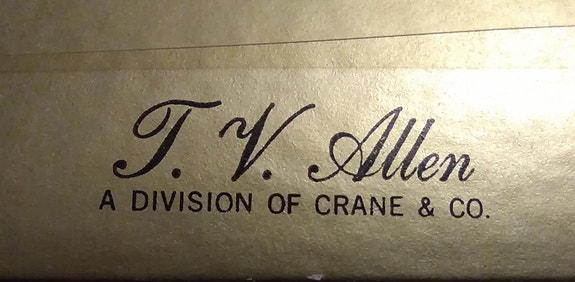 T. V. Allen
A DIVISION OF CRANE & CO.